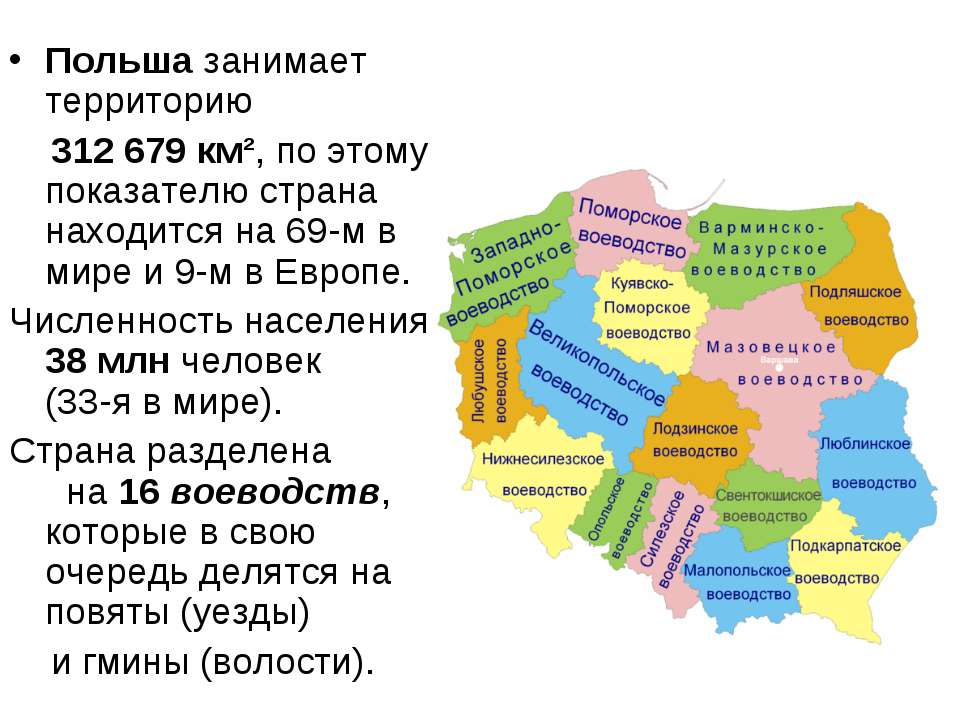 • Польша занимает
территорию
312 679 км², по этому
показателю страна
находится на 69-м в
мире и 9-м в Европе.
Численность населения
38 млн человек
(33-я в мире).
Страна разделена
на 16 воеводств,
которые в свою
очередь делятся на
повяты (уезды)
и гмины (волости).
Западно-
Поморское
воеводство
Поморское
воеводство
Варминско-
Мазурское
воеводство
Подляшское
воеводство
Куявско-
Поморское
воеводство
Мазовецкое
Варшава
воеводство
Любушское
воеводство
Великопольское
воеводство
Лодзинское
воеводство
Люблинское
воеводство
Нижнесилезское
воеводство
Опольское
воеводство
Силезское
воеводство
Свентокшиское
воеводство
Малопольское
воеводство
Подкарпатское
воеводство